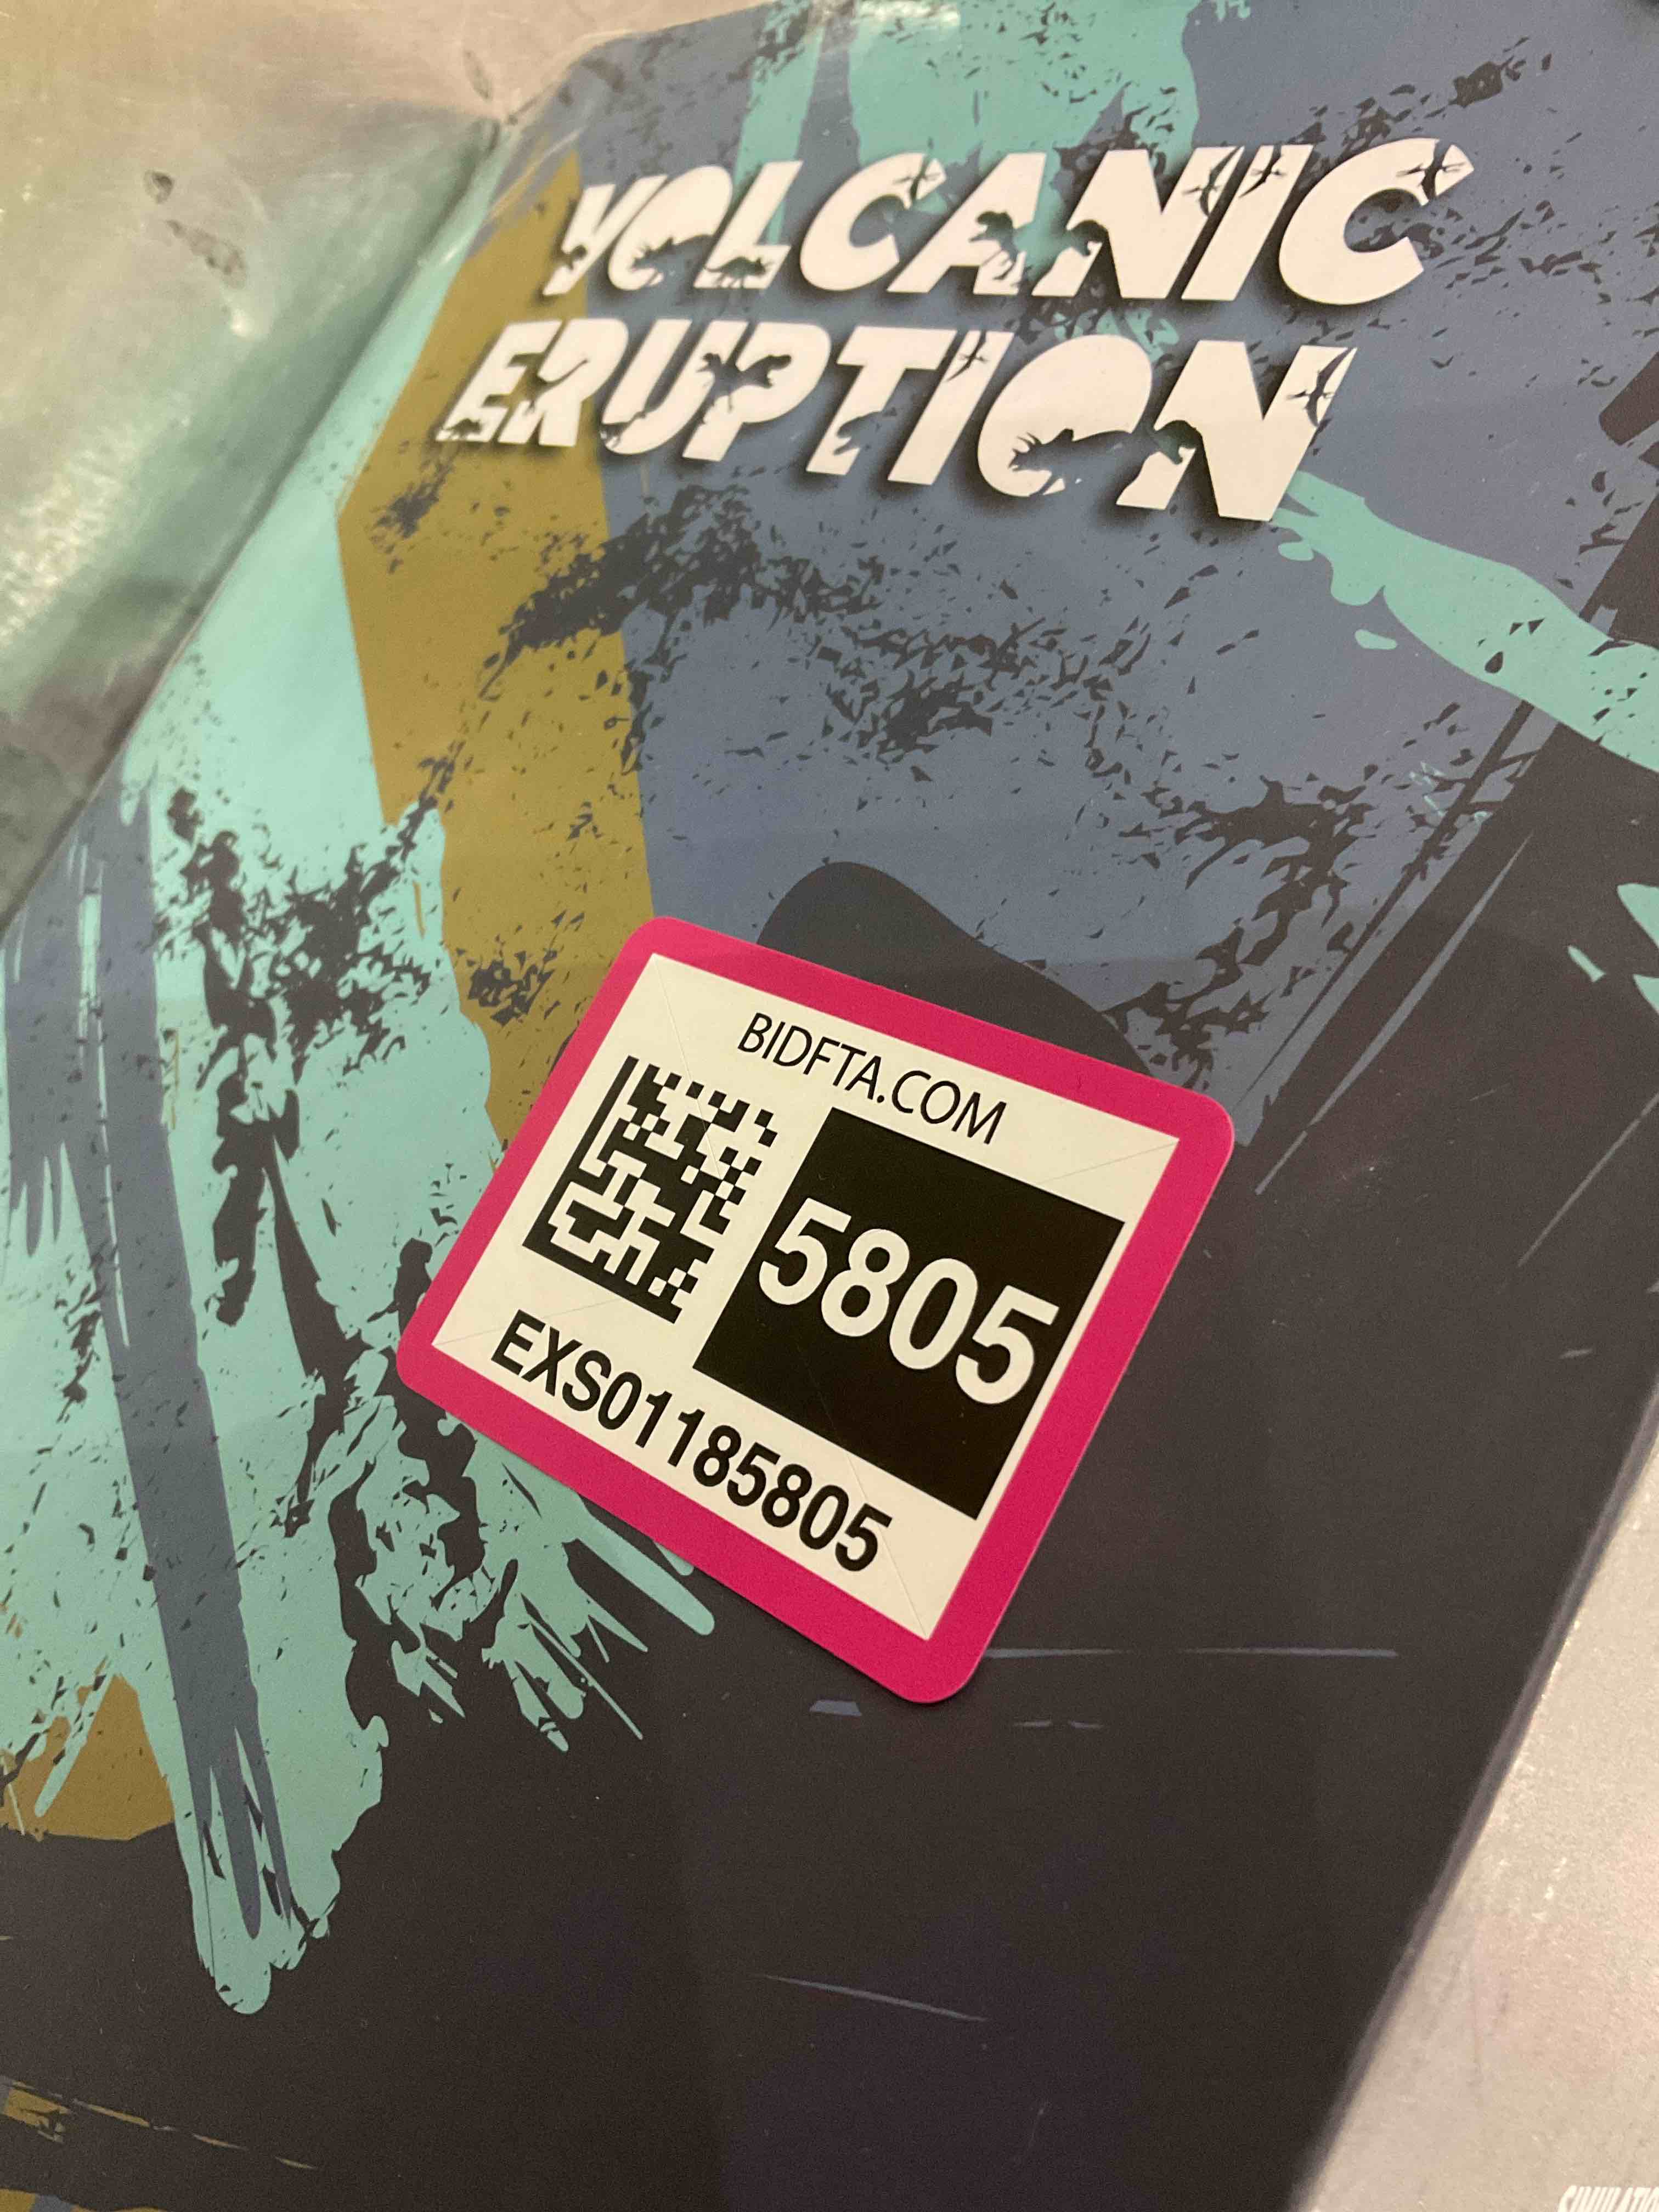 VOLCANIC
ERUPTION
BIDFTA.COM
5805
EXS01185805